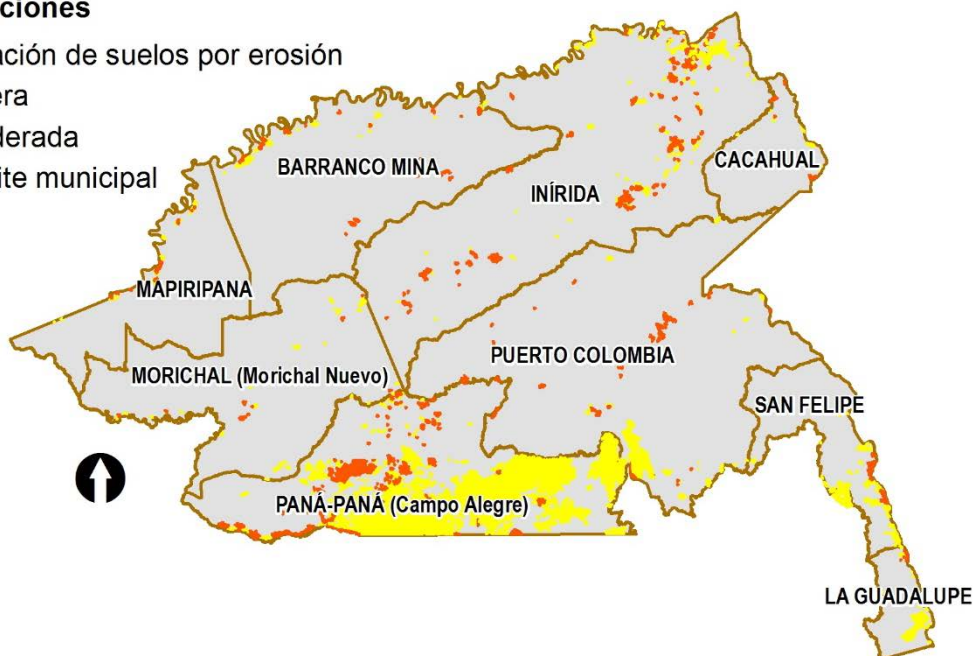 ciones
ación de suelos por erosión
era
derada
ite municipal
BARRANCO MINA
CACAHUAL
INÍRIDA
MAPIRIPANA
PUERTO COLOMBIA
MORICHAL (Morichal Nuevo)
SAN FELIPE
PANÁ-PANÁ (Campo Alegre)
LA GUADALUPE